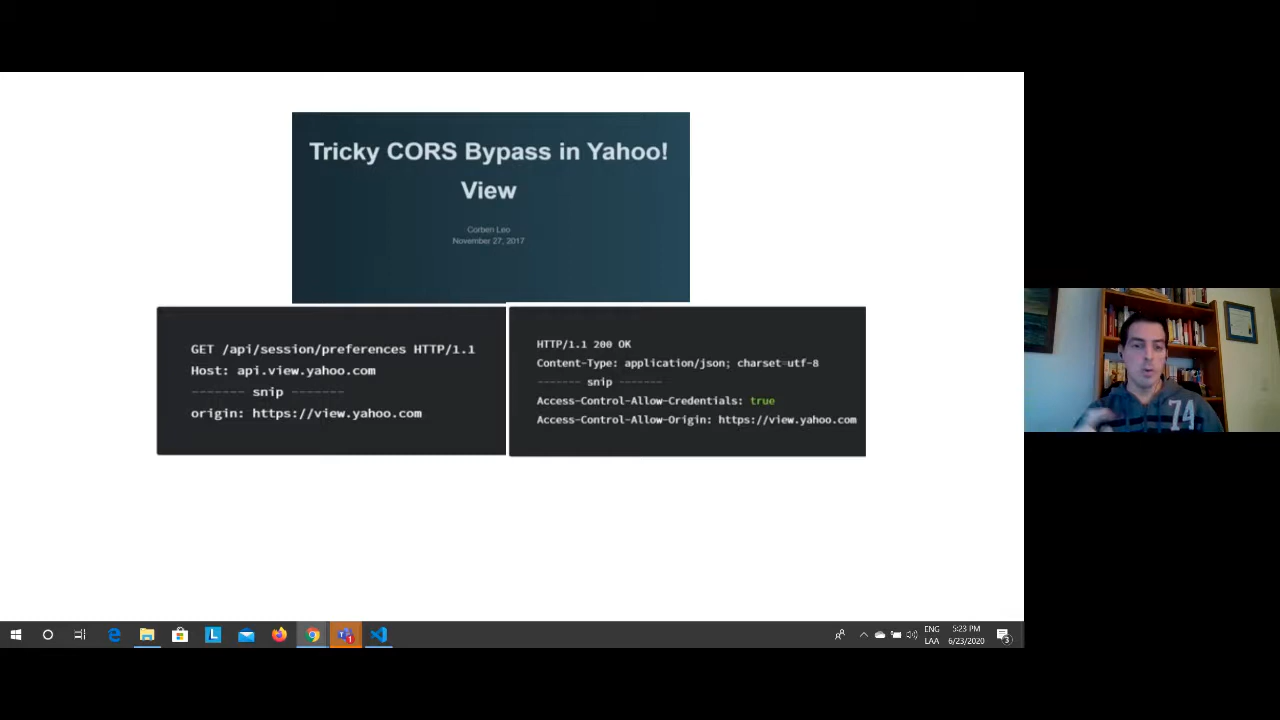 Tricky CORS Bypass in Yahoo!
View
Corben Leo
November 27, 2017
GET /api/session/preferences HTTP/1.1
Host: api.view.yahoo.com
------- snip -------
origin: https://view.yahoo.com
HTTP/1.1 200 OK
Content-Type: application/json; charset=utf-8
------- snip -------
Access-Control-Allow-Credentials: true
Access-Control-Allow-Origin: https://view.yahoo.com
74
ENG
LAA
5:23 PM
6/23/2020